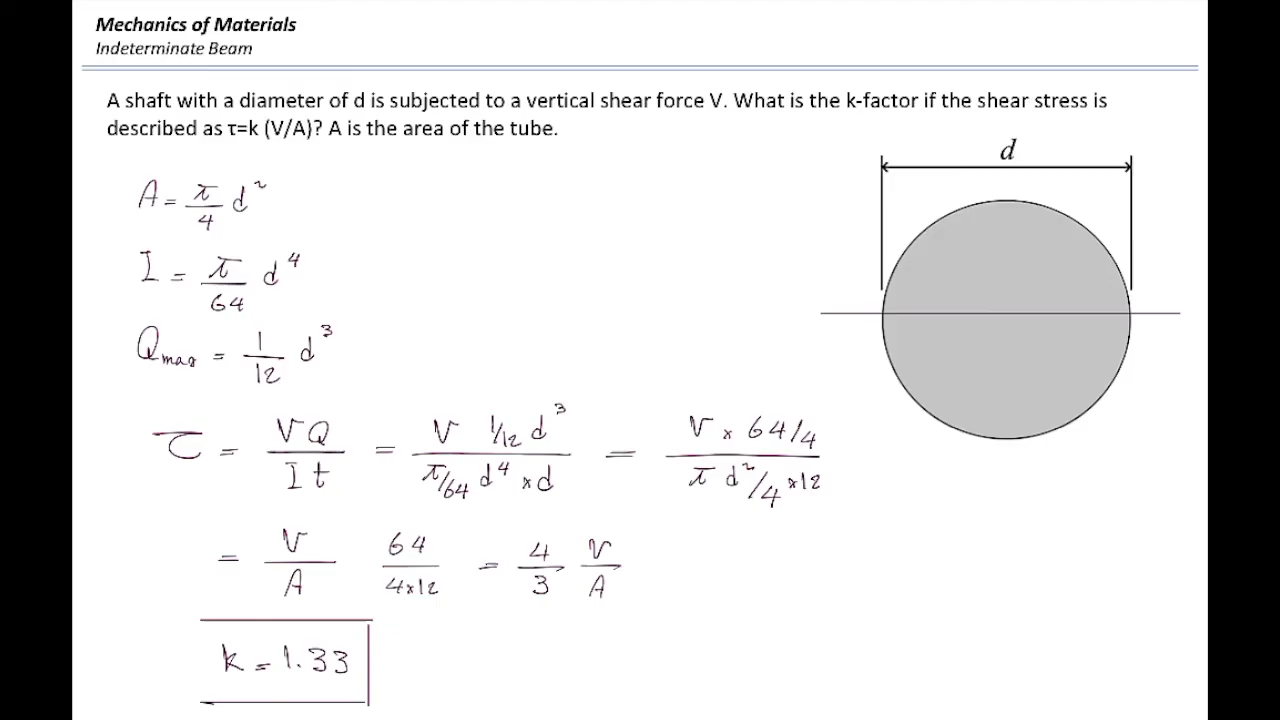 Mechanics of Materials
Indeterminate Beam
A shaft with a diameter of d is subjected to a vertical shear force V. What is the k-factor if the shear stress is
described as τ=k (V/A)? A is the area of the tube.
d
A = π/4 d²
I = π/64 d⁴
Qmax = 1/12 d³
τ = VQ/It = V 1/12 d³ / π/64 d⁴ × d = V × 64/4 / π d²/4 × 12
= V/A 64/4×12 = 4/3 V/A
k = 1.33